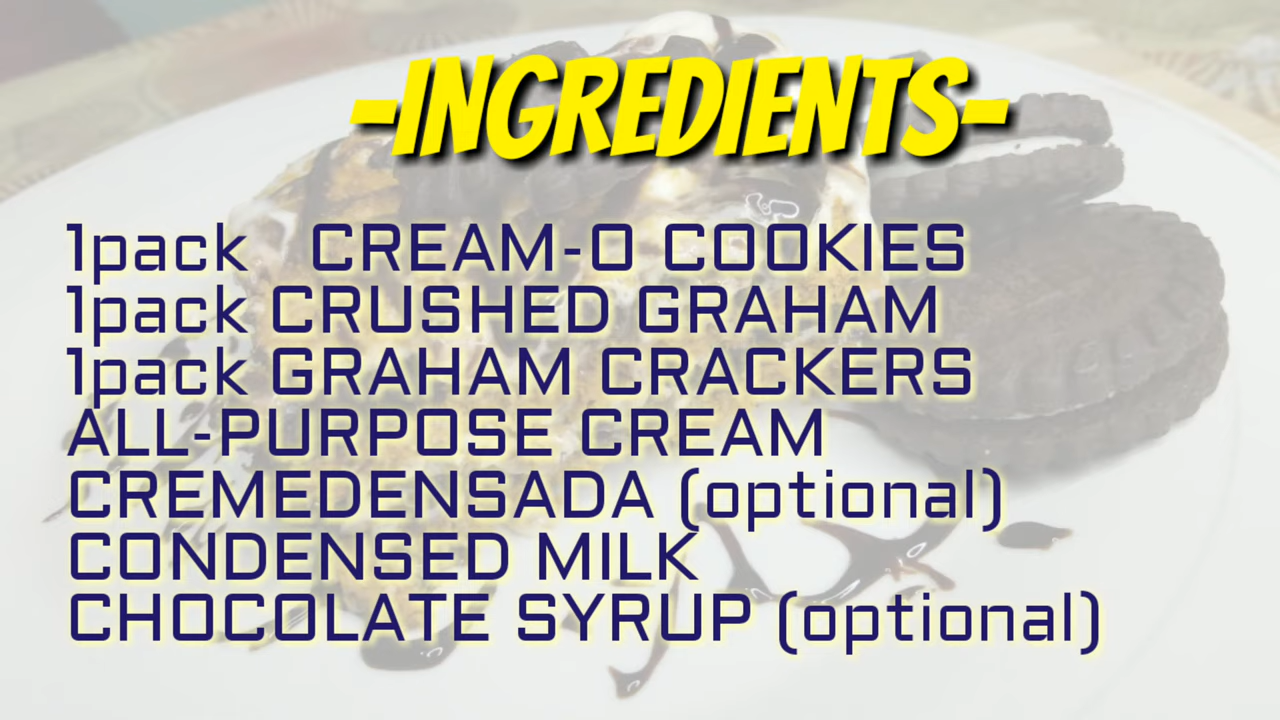 -INGREDIENTS-
1pack CREAM-O COOKIES
1pack CRUSHED GRAHAM
1pack GRAHAM CRACKERS
ALL-PURPOSE CREAM
CREMEDENSADA (optional)
CONDENSED MILK
CHOCOLATE SYRUP (optional)